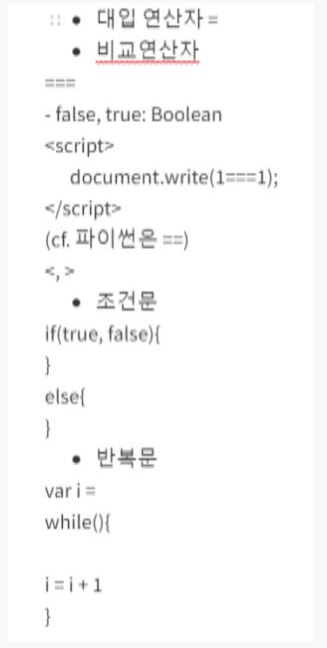 • 대입 연산자 =
• 비교연산자
===
- false, true: Boolean
<script>
document.write(1===1);
</script>
(cf. 파이썬은 ==)
<, >
• 조건문
if(true, false){
}
else{
}
• 반복문
var i =
while(){
i = i + 1
}